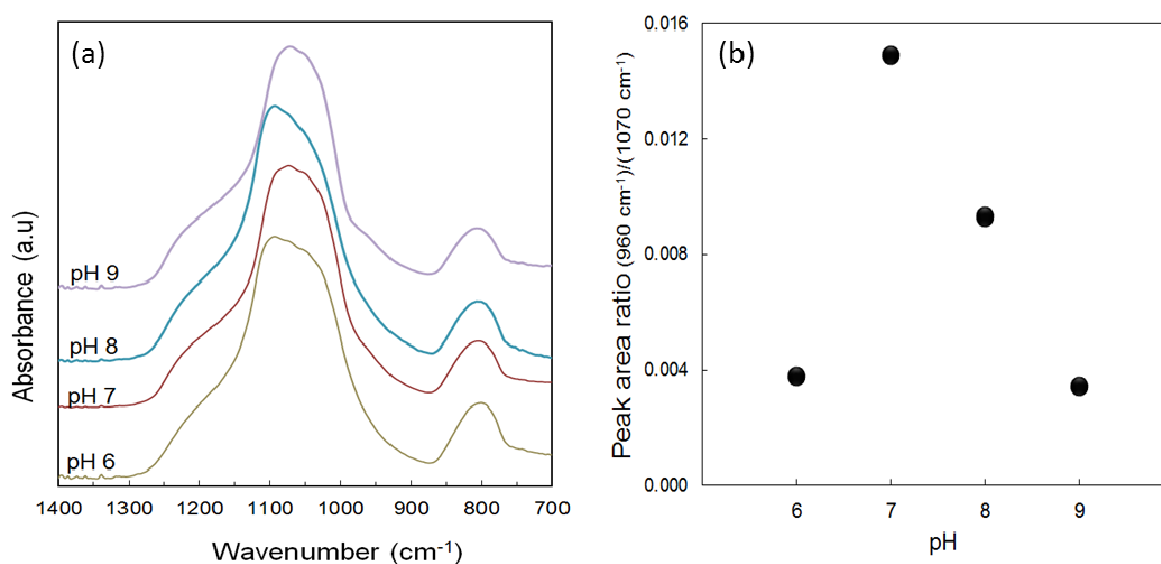 (a)
Absorbance (a.u)
pH 9
pH 8
pH 7
pH 6
1400 1300 1200 1100 1000 900 800 700
Wavenumber (cm⁻¹)
(b)
Peak area ratio (960 cm⁻¹)/(1070 cm⁻¹)
0.016
0.012
0.008
0.004
0.000
6 7 8 9
pH